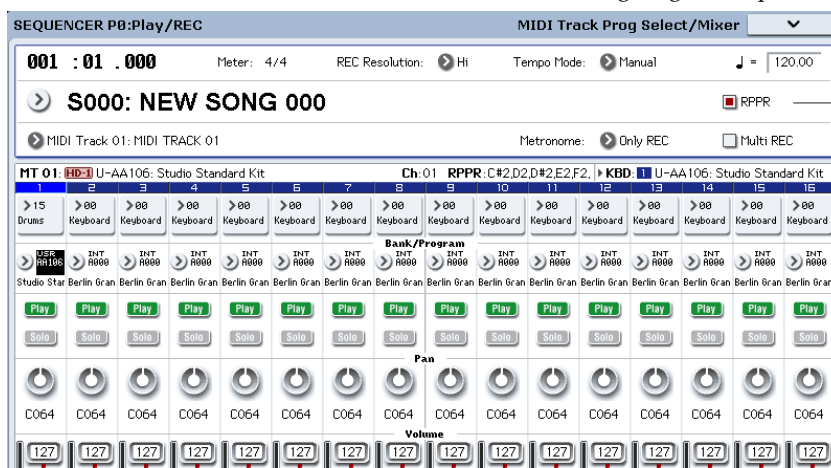 SEQUENCER P0:Play/REC MIDI Track Prog Select/Mixer
001 :01 .000 Meter: 4/4 REC Resolution: Hi Tempo Mode: Manual ♩ = 120.00
S000: NEW SONG 000 RPPR
MIDI Track 01: MIDI TRACK 01 Metronome: Only REC Multi REC
MT 01: HD-1 U-AA106: Studio Standard Kit Ch:01 RPPR:C#2,D2,D#2,E2,F2, KBD: 1 U-AA106: Studio Standard Kit
1 2 3 4 5 6 7 8 9 10 11 12 13 14 15 16
15 00 00 00 00 00 00 00 00 00 00 00 00 00 00 00
Drums Keyboard Keyboard Keyboard Keyboard Keyboard Keyboard Keyboard Keyboard Keyboard Keyboard Keyboard Keyboard Keyboard Keyboard Keyboard
Bank/Program
USR INT INT INT INT INT INT INT INT INT INT INT INT INT INT INT
AA106 A000 A000 A000 A000 A000 A000 A000 A000 A000 A000 A000 A000 A000 A000 A000
Studio Star Berlin Gran Berlin Gran Berlin Gran Berlin Gran Berlin Gran Berlin Gran Berlin Gran Berlin Gran Berlin Gran Berlin Gran Berlin Gran Berlin Gran Berlin Gran Berlin Gran Berlin Gran
Play Play Play Play Play Play Play Play Play Play Play Play Play Play Play Play
Solo Solo Solo Solo Solo Solo Solo Solo Solo Solo Solo Solo Solo Solo Solo Solo
Pan
C064 C064 C064 C064 C064 C064 C064 C064 C064 C064 C064 C064 C064 C064 C064 C064
Volume
127 127 127 127 127 127 127 127 127 127 127 127 127 127 127 127